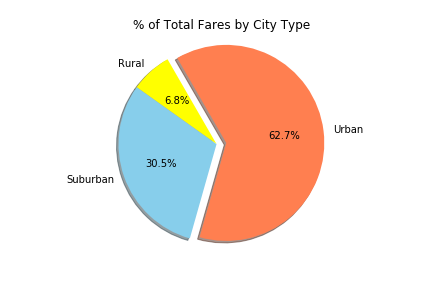 % of Total Fares by City Type
Rural
6.8%
62.7%
Urban
30.5%
Suburban